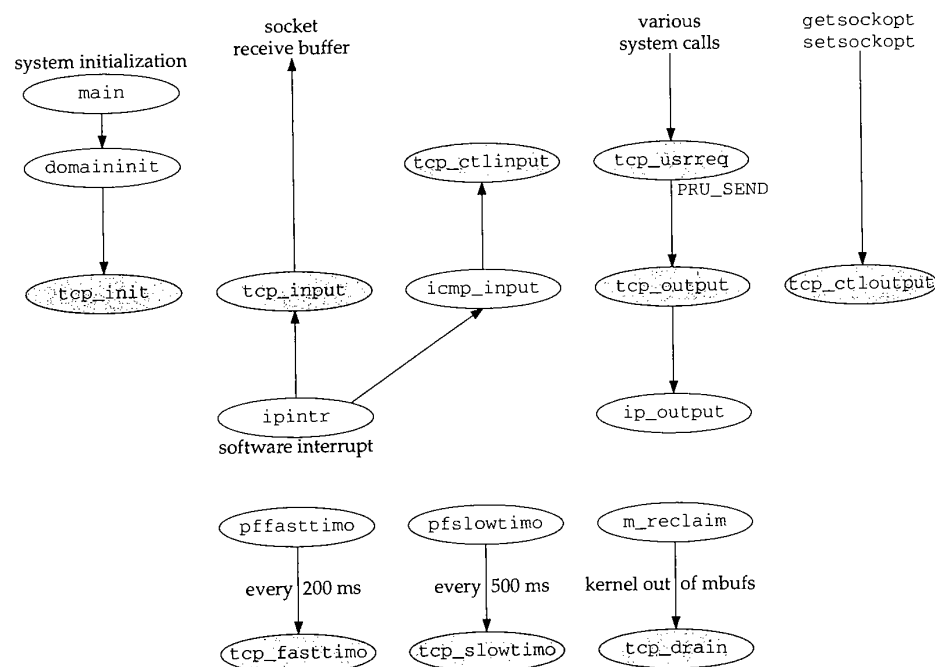 system initialization
main
domaininit
tcp_init
socket
receive buffer
tcp_input
ipintr
software interrupt
tcp_ctlinput
icmp_input
various
system calls
tcp_usrreq
PRU_SEND
tcp_output
ip_output
getsockopt
setsockopt
tcp_ctloutput
pffasttimo
every 200 ms
tcp_fasttimo
pfslowtimo
every 500 ms
tcp_slowtimo
m_reclaim
kernel out of mbufs
tcp_drain